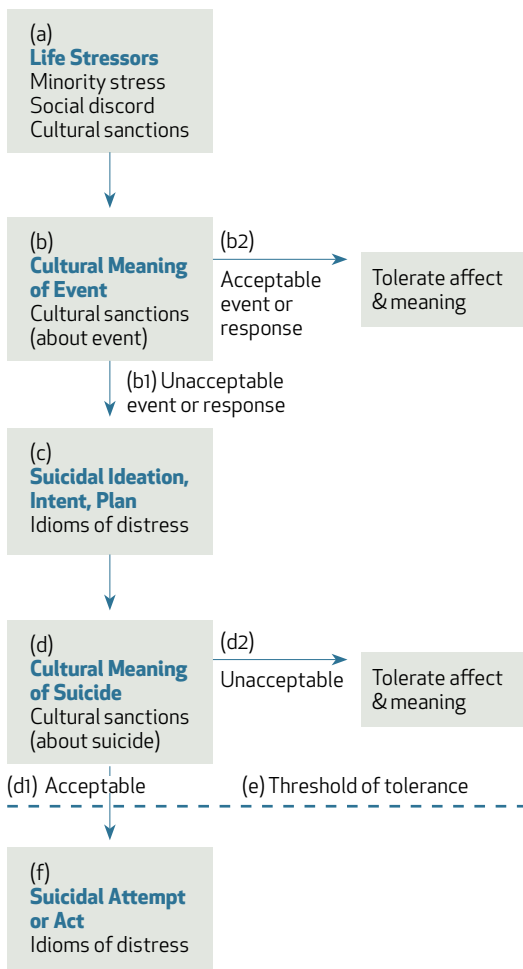 (a)
Life Stressors
Minority stress
Social discord
Cultural sanctions
(b)
Cultural Meaning
of Event
Cultural sanctions
(about event)
(b2)
Acceptable
event or
response
Tolerate affect
& meaning
(b1) Unacceptable
event or response
(c)
Suicidal Ideation,
Intent, Plan
Idioms of distress
(d)
Cultural Meaning
of Suicide
Cultural sanctions
(about suicide)
(d2)
Unacceptable
Tolerate affect
& meaning
(d1) Acceptable
(e) Threshold of tolerance
(f)
Suicidal Attempt
or Act
Idioms of distress